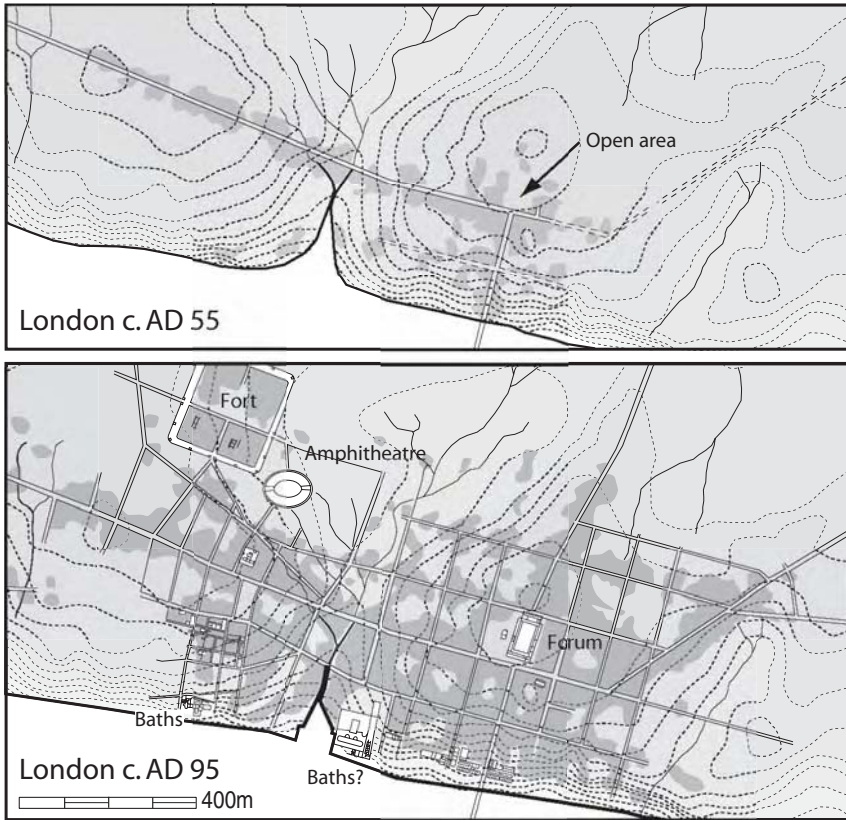 Open area
London c. AD 55
Fort
Amphitheatre
Forum
Baths
Baths?
London c. AD 95
400m